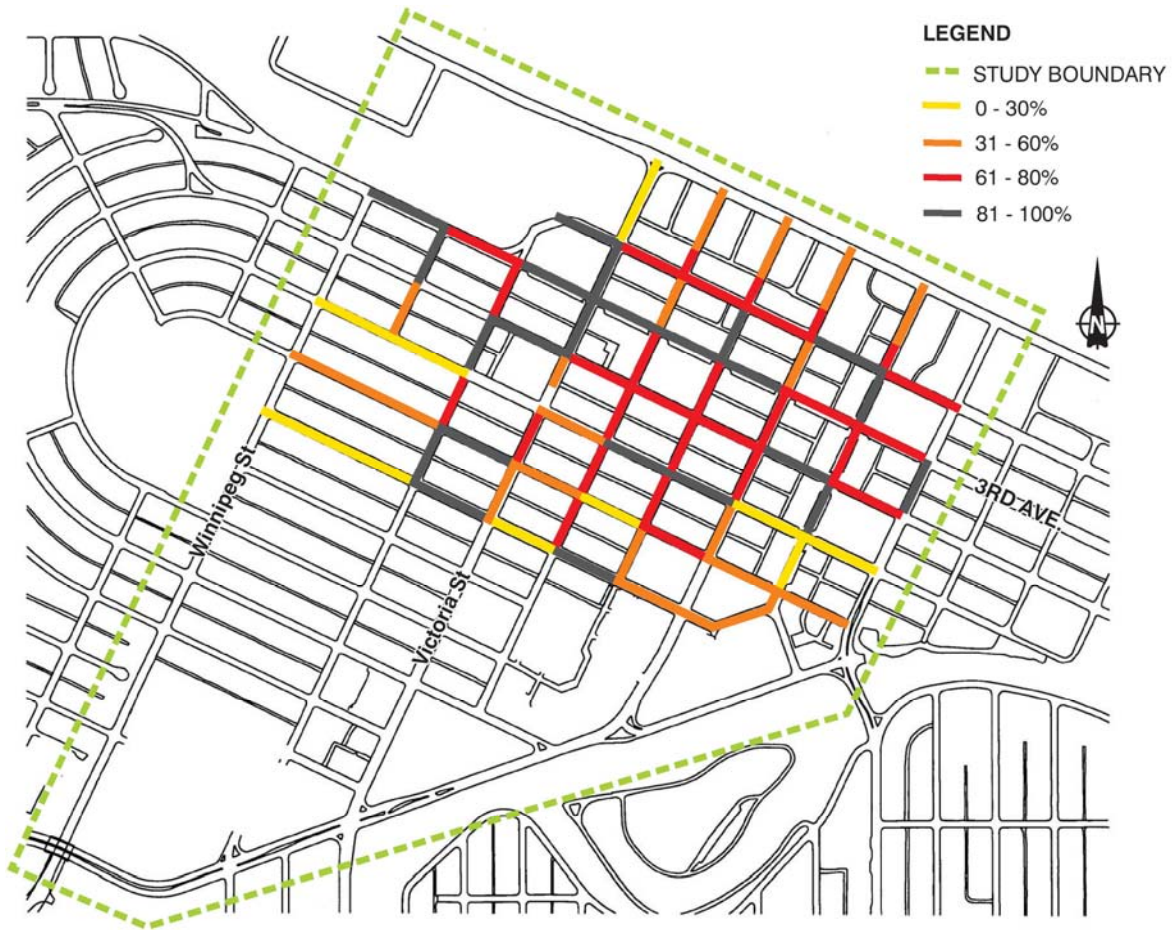 LEGEND
STUDY BOUNDARY
0 - 30%
31 - 60%
61 - 80%
81 - 100%
N
Winnipeg St
3RD AVE.
Victoria St